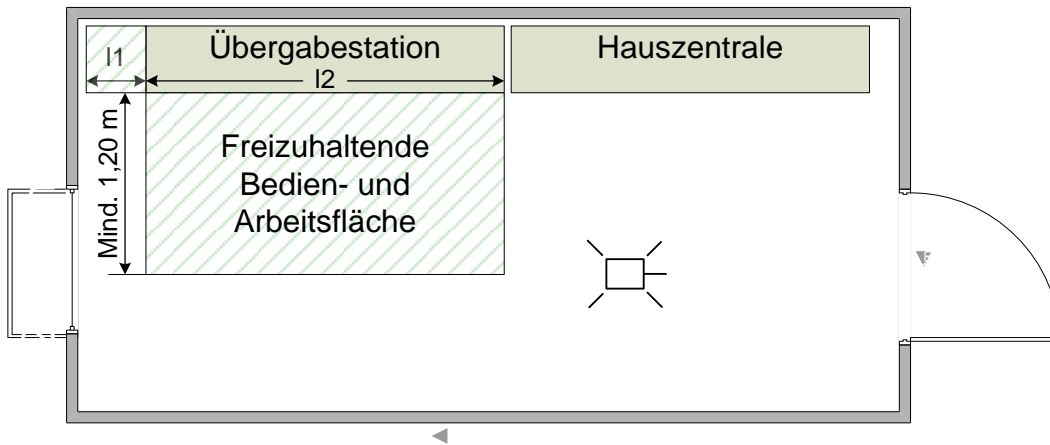 Übergabestation
Hauszentrale
l1
l2
Mind. 1,20 m
Freizuhaltende
Bedien- und
Arbeitsfläche